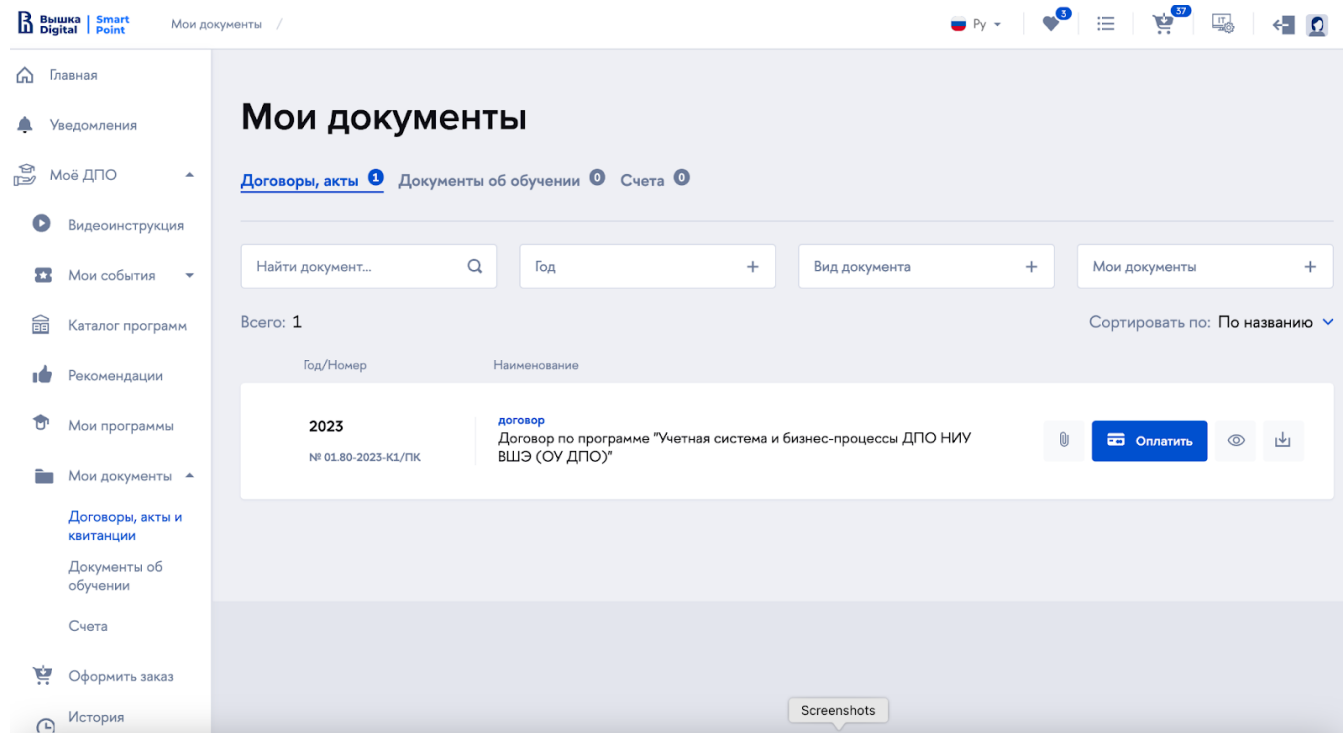 Вышка | Smart
Digital | Point
Мои документы /
Ру
3
37
IT
Главная
Уведомления
Моё ДПО
Видеоинструкция
Мои события
Каталог программ
Рекомендации
Мои программы
Мои документы
Договоры, акты и
квитанции
Документы об
обучении
Счета
Оформить заказ
История
Мои документы
Договоры, акты 1 Документы об обучении 0 Счета 0
Найти документ... Год + Вид документа + Мои документы +
Всего: 1 Сортировать по: По названию
Год/Номер Наименование
2023
№ 01.80-2023-К1/ПК
договор
Договор по программе "Учетная система и бизнес-процессы ДПО НИУ
ВШЭ (ОУ ДПО)"
Оплатить
Screenshots